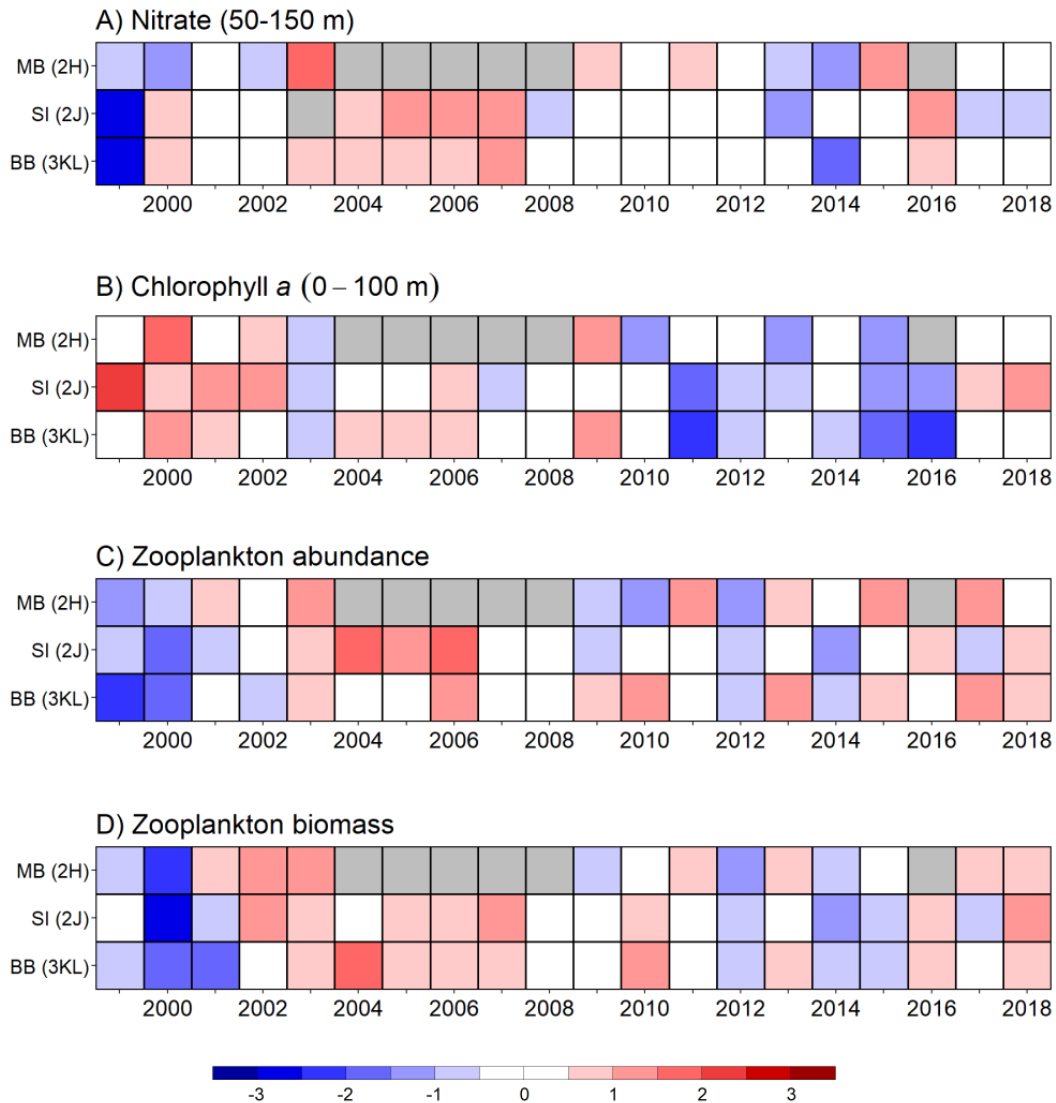 A) Nitrate (50-150 m)
MB (2H)
SI (2J)
BB (3KL)
2000 2002 2004 2006 2008 2010 2012 2014 2016 2018
B) Chlorophyll a (0 – 100 m)
MB (2H)
SI (2J)
BB (3KL)
2000 2002 2004 2006 2008 2010 2012 2014 2016 2018
C) Zooplankton abundance
MB (2H)
SI (2J)
BB (3KL)
2000 2002 2004 2006 2008 2010 2012 2014 2016 2018
D) Zooplankton biomass
MB (2H)
SI (2J)
BB (3KL)
2000 2002 2004 2006 2008 2010 2012 2014 2016 2018
-3 -2 -1 0 1 2 3